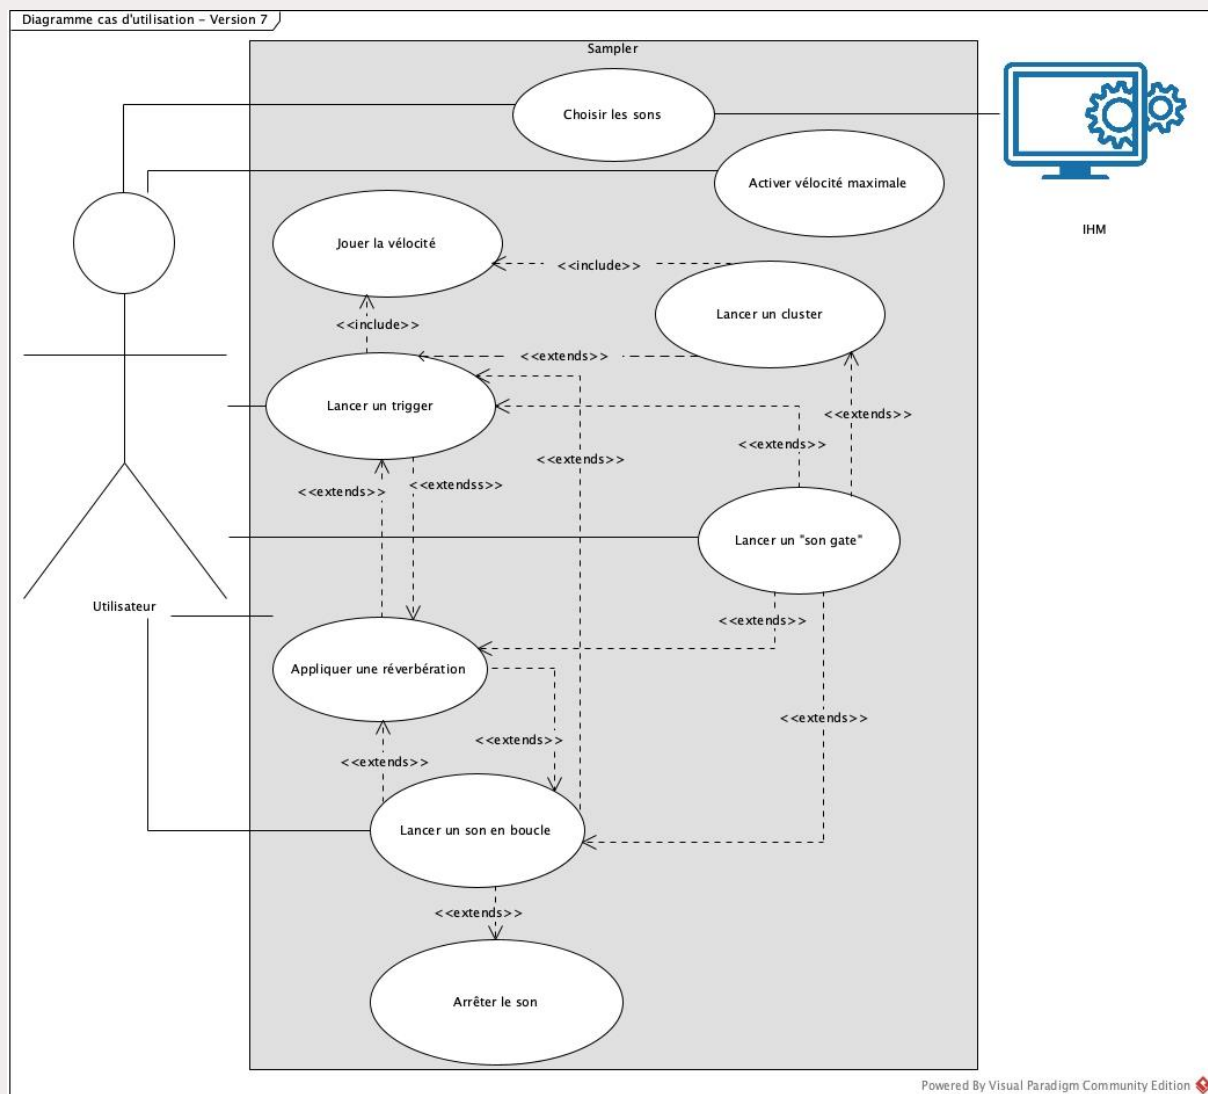 Diagramme cas d'utilisation - Version 7
Sampler
Choisir les sons
Activer vélocité maximale
IHM
Jouer la vélocité
<<include>>
Lancer un cluster
<<include>>
<<extends>>
Lancer un trigger
<<extends>>
<<extends>>
<<extends>>
<<extends>>
<<extendss>>
Lancer un "son gate"
Utilisateur
<<extends>>
Appliquer une réverbération
<<extends>>
<<extends>>
<<extends>>
Lancer un son en boucle
<<extends>>
Arrêter le son
Powered By Visual Paradigm Community Edition